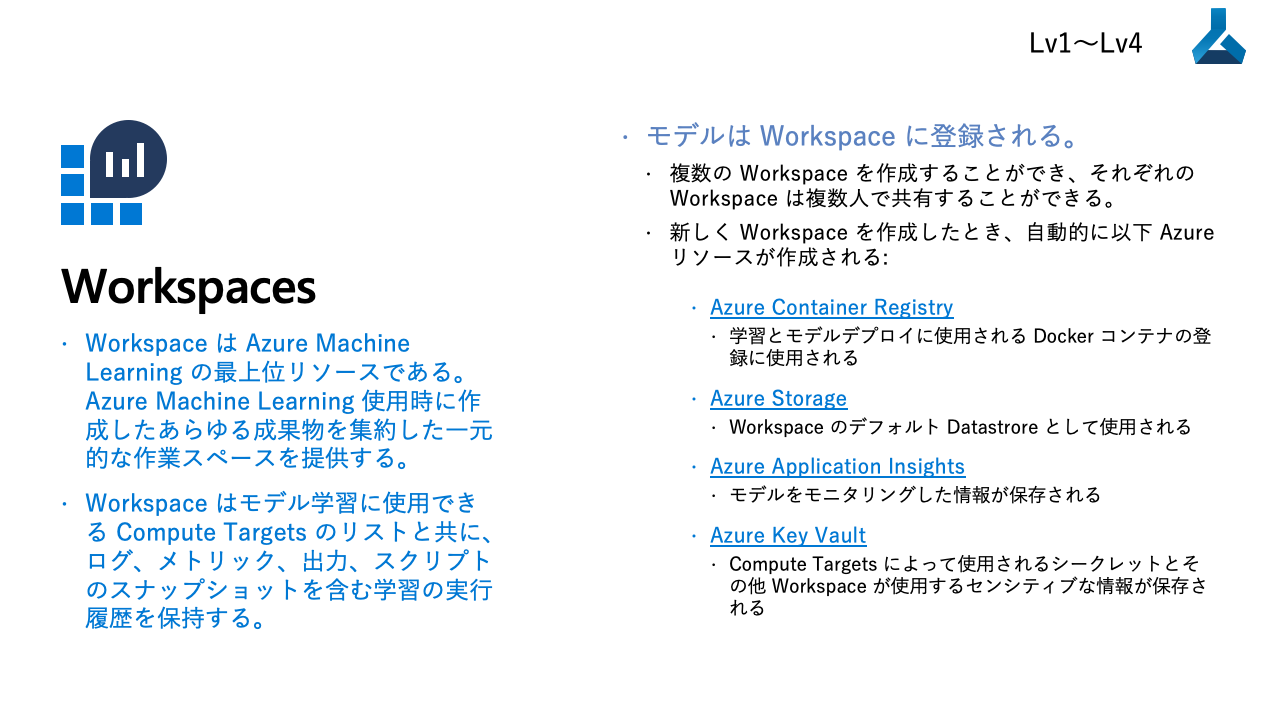 Lv1～Lv4
Workspaces
・ Workspace は Azure Machine
Learning の最上位リソースである。
Azure Machine Learning 使用時に作
成したあらゆる成果物を集約した一元
的な作業スペースを提供する。
・ Workspace はモデル学習に使用でき
る Compute Targets のリストと共に、
ログ、メトリック、出力、スクリプト
のスナップショットを含む学習の実行
履歴を保持する。
・ モデルは Workspace に登録される。
・ 複数の Workspace を作成することができ、それぞれの
Workspace は複数人で共有することができる。
・ 新しく Workspace を作成したとき、自動的に以下 Azure
リソースが作成される:
・ Azure Container Registry
・ 学習とモデルデプロイに使用される Docker コンテナの登
録に使用される
・ Azure Storage
・ Workspace のデフォルト Datastrore として使用される
・ Azure Application Insights
・ モデルをモニタリングした情報が保存される
・ Azure Key Vault
・ Compute Targets によって使用されるシークレットとそ
の他 Workspace が使用するセンシティブな情報が保存さ
れる